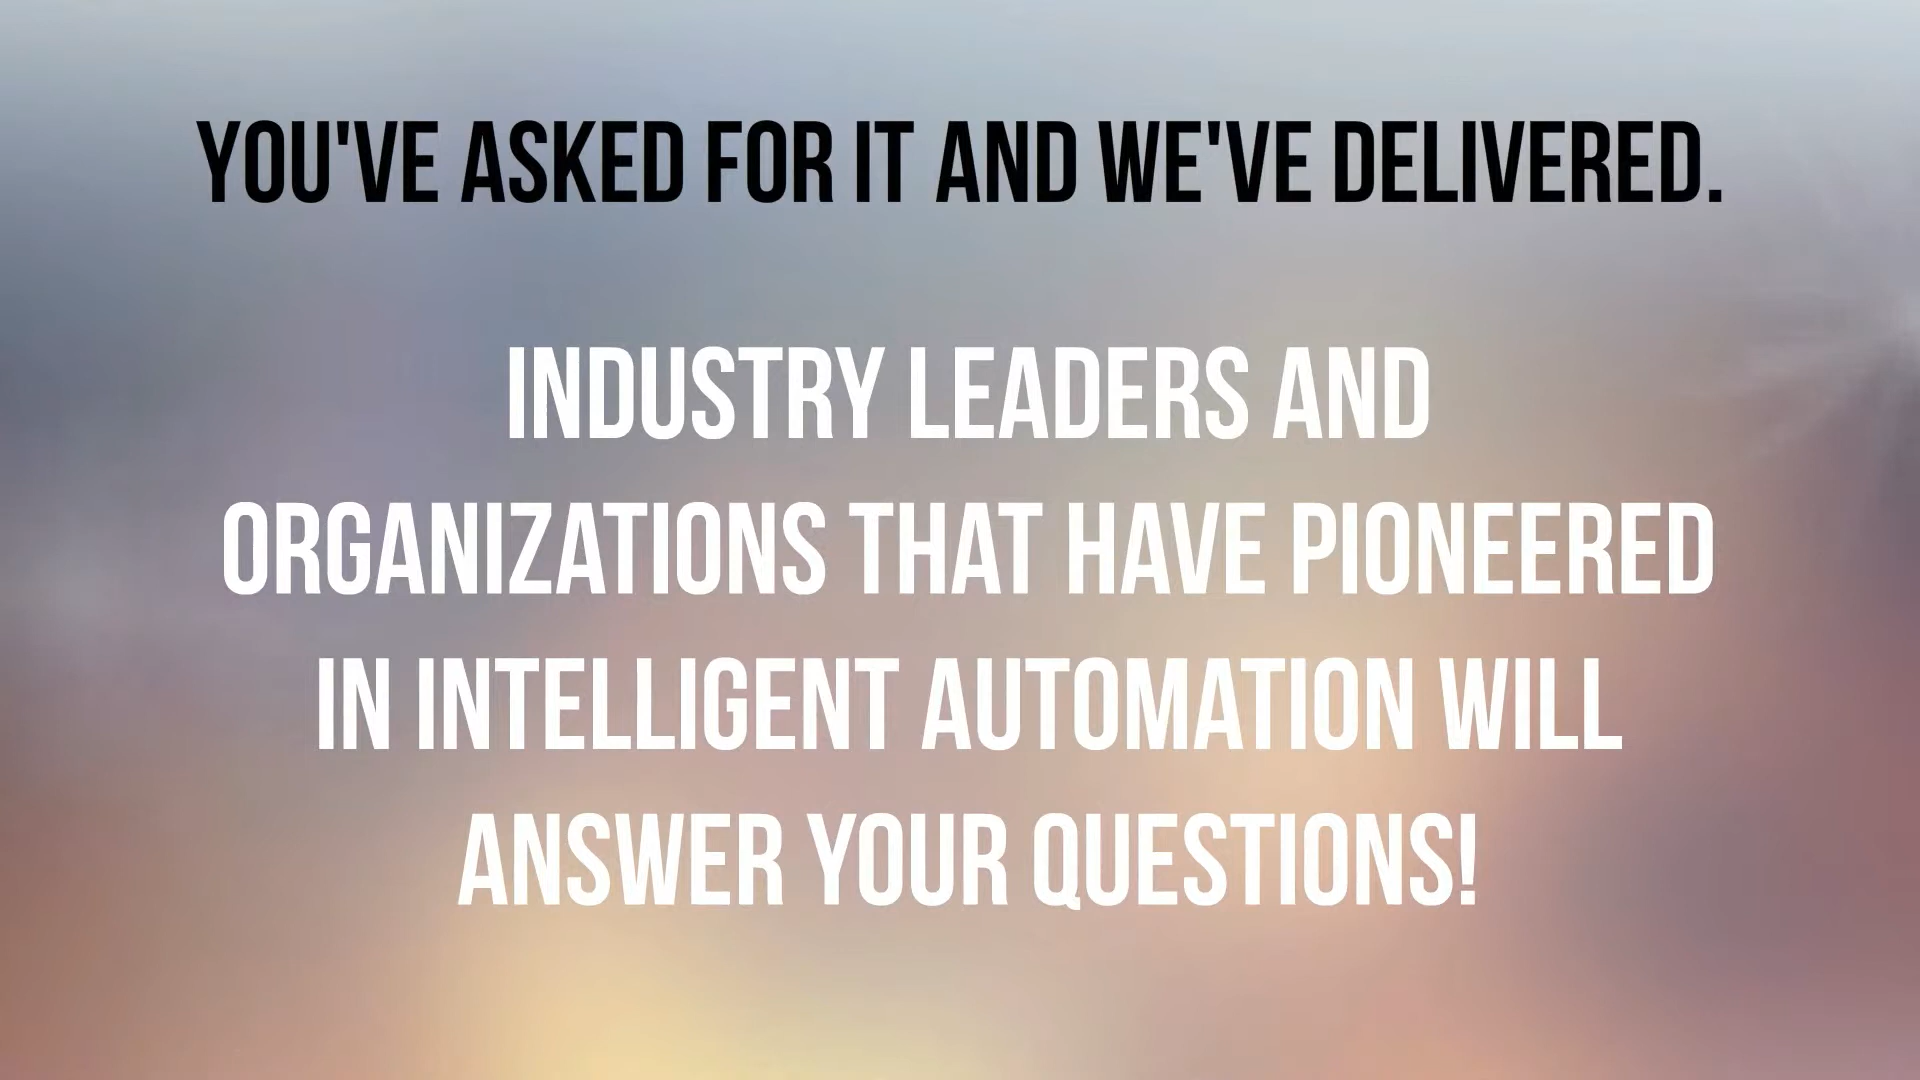 YOU'VE ASKED FOR IT AND WE'VE DELIVERED.
INDUSTRY LEADERS AND
ORGANIZATIONS THAT HAVE PIONEERED
IN INTELLIGENT AUTOMATION WILL
ANSWER YOUR QUESTIONS!